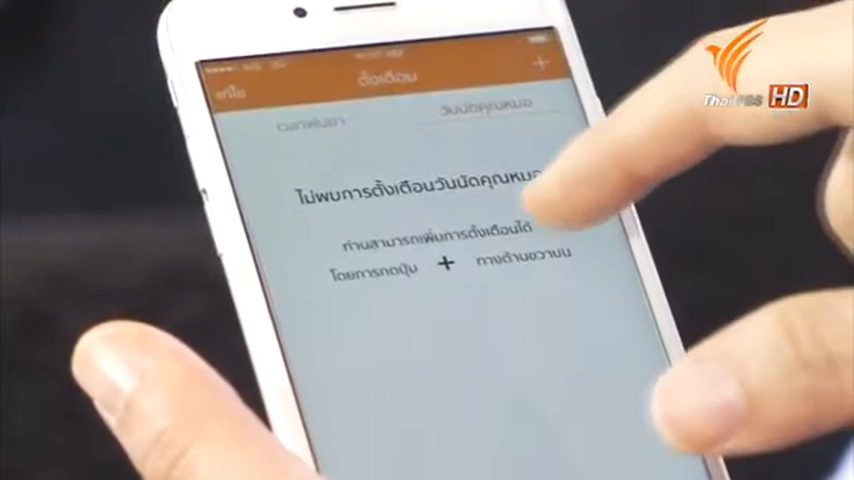 Thai PBS HD
ตั้งเตือน
แก้ไข
+
เวลาพ่นยา
วันนัดคุณหมอ
ไม่พบการตั้งเตือนวันนัดคุณหมอ
ท่านสามารถเพิ่มการตั้งเตือนได้
โดยการกดปุ่ม + ทางด้านขวาบน